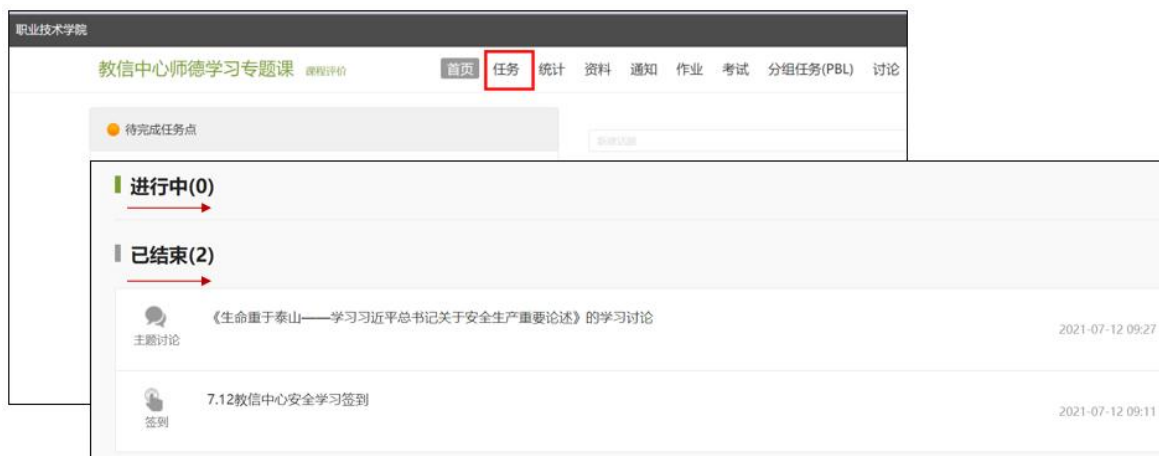 职业技术学院
教信中心师德学习专题课 课程评价 首页 任务 统计 资料 通知 作业 考试 分组任务(PBL) 讨论
待完成任务点
新建话题
进行中(0)
已结束(2)
《生命重于泰山——学习习近平总书记关于安全生产重要论述》的学习讨论
主题讨论
2021-07-12 09:27
7.12教信中心安全学习签到
签到
2021-07-12 09:11